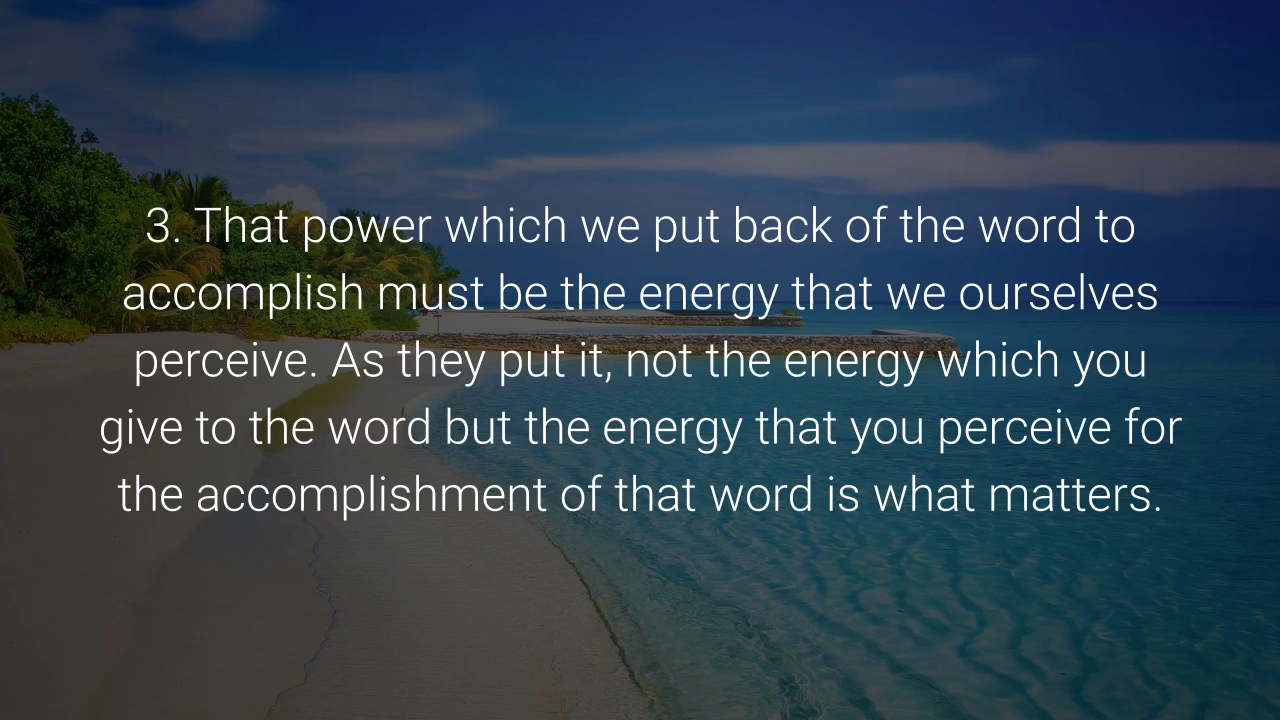 3. That power which we put back of the word to
accomplish must be the energy that we ourselves
perceive. As they put it, not the energy which you
give to the word but the energy that you perceive for
the accomplishment of that word is what matters.